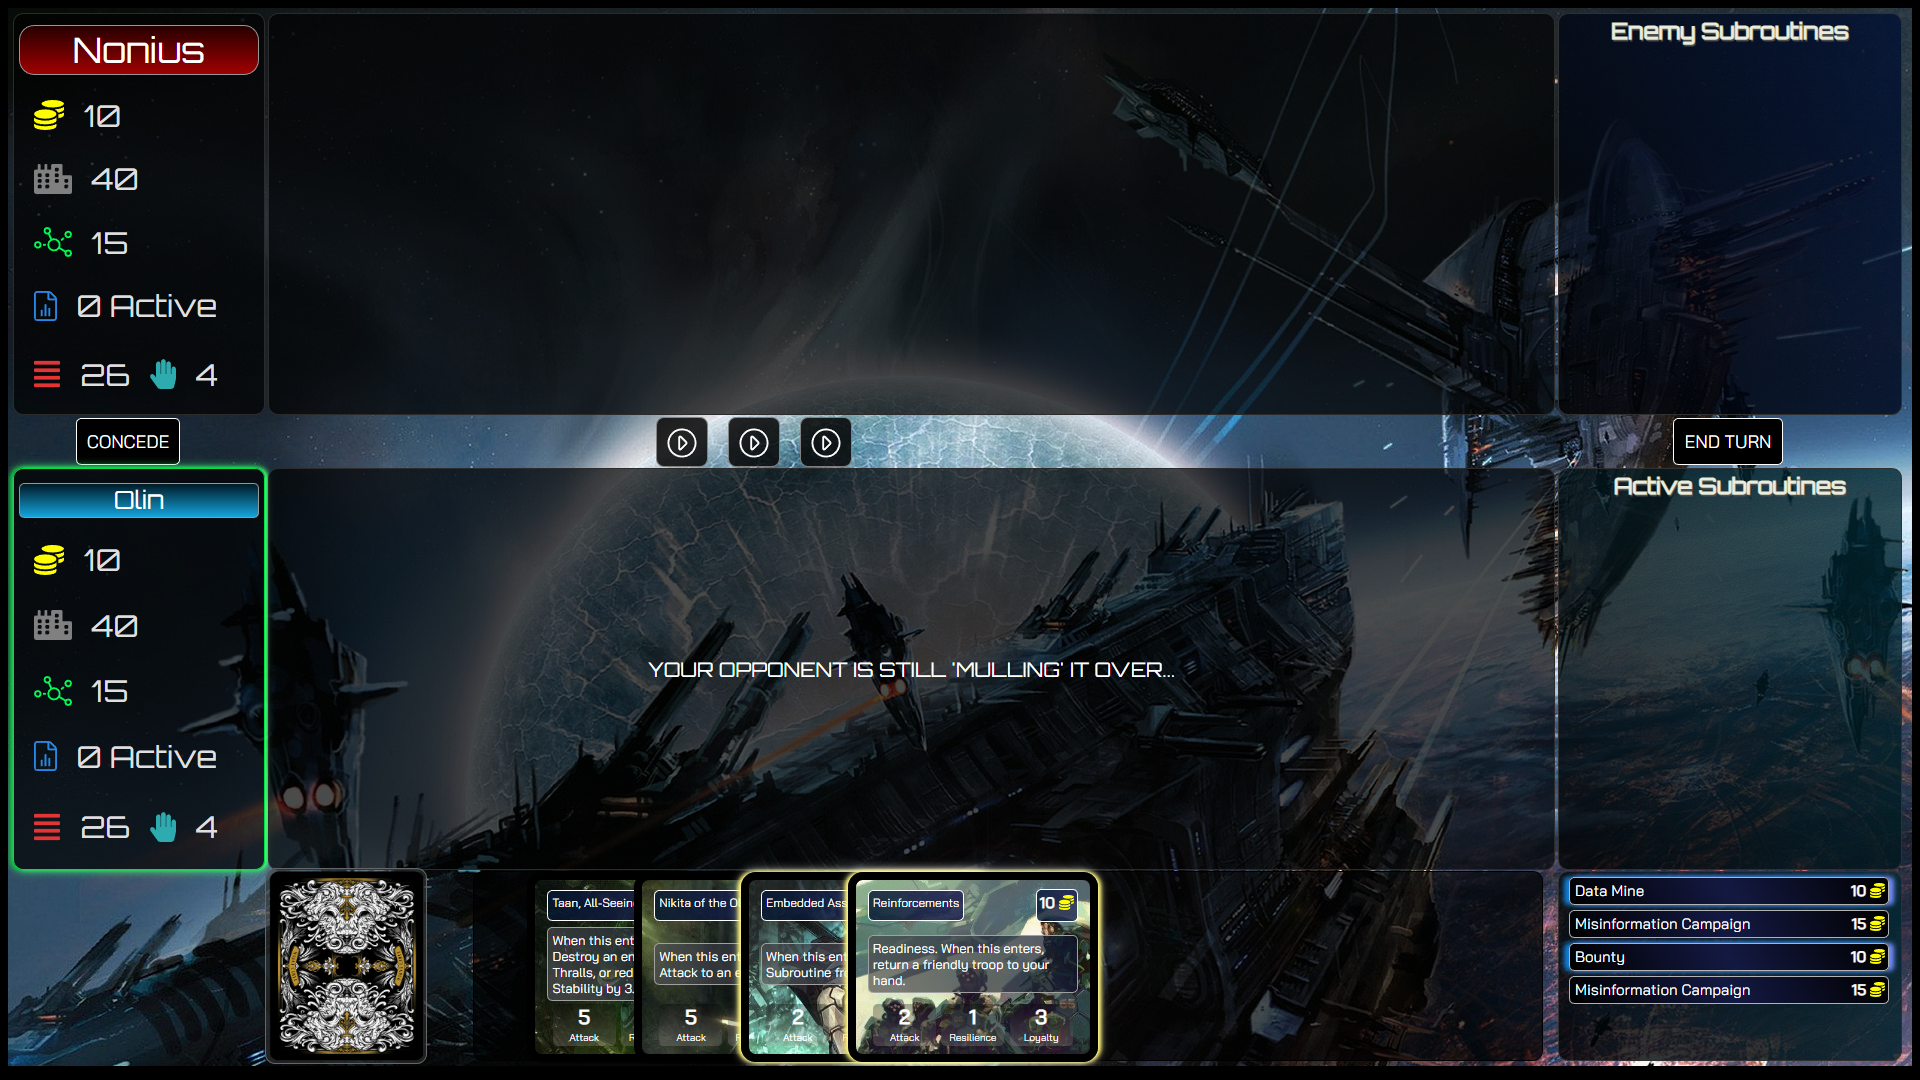 Nonius
10
40
15
0 Active
26 4
Enemy Subroutines
CONCEDE
END TURN
Olin
10
40
15
0 Active
26 4
YOUR OPPONENT IS STILL 'MULLING' IT OVER...
Active Subroutines
Taan, All-Seein
When this ent
Destroy an en
Thralls, or red
Stability by 3.
5
Attack
R
Nikita of the O
When this en
Attack to an e
5
Attack
Embedded Ass
When this ent
Subroutine fr
2
Attack
Reinforcements
10
Readiness. When this enters,
return a friendly troop to your
hand.
2 1 3
Attack Resilience Loyalty
Data Mine 10
Misinformation Campaign 15
Bounty 10
Misinformation Campaign 15